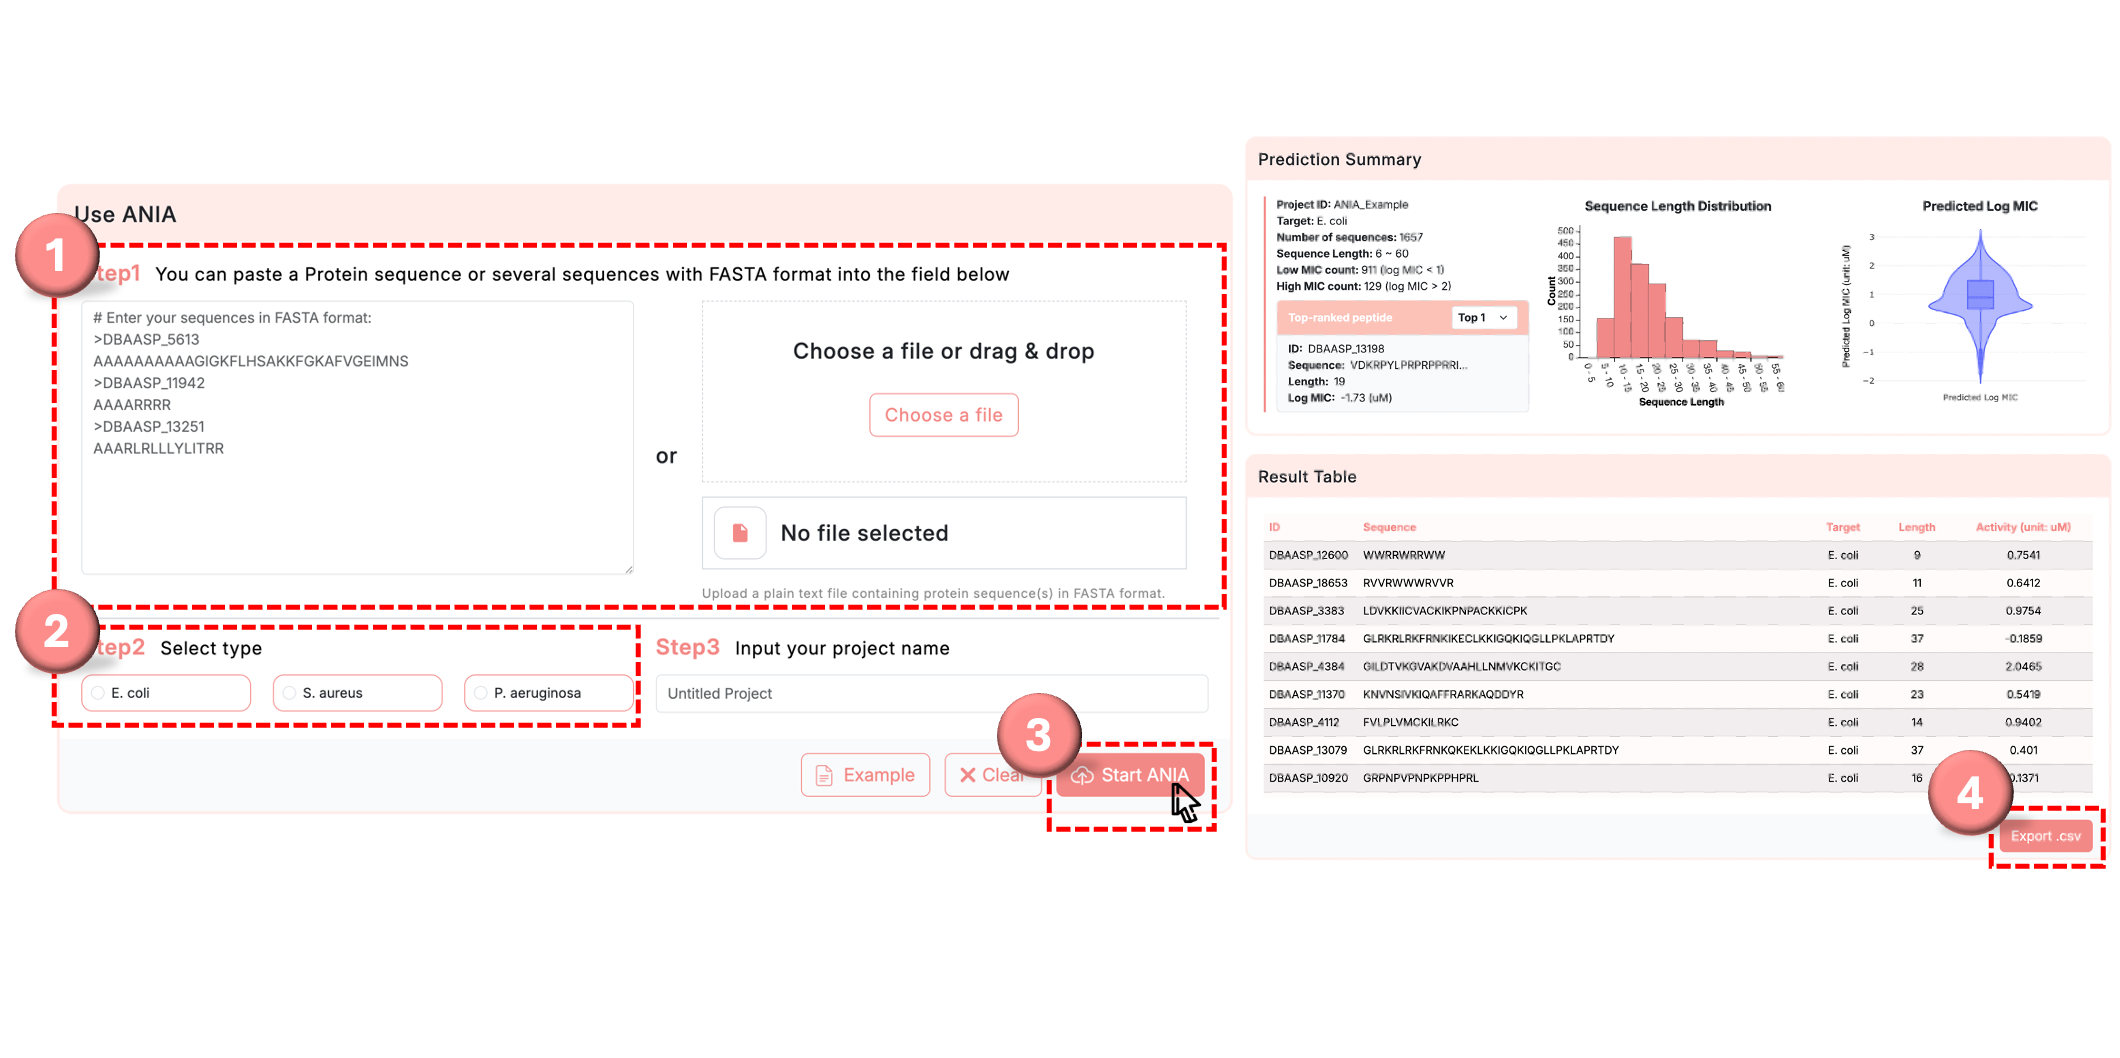 Use ANIA
1
Step1 You can paste a Protein sequence or several sequences with FASTA format into the field below
# Enter your sequences in FASTA format:
>DBAASP_5613
AAAAAAAAAAGIGKFLHSAKKFGKAFVGEIMNS
>DBAASP_11942
AAAARRRR
>DBAASP_13251
AAARLRLLLYLITRR
or
Choose a file or drag & drop
Choose a file
No file selected
Upload a plain text file containing protein sequence(s) in FASTA format.
2
Step2 Select type
E. coli
S. aureus
P. aeruginosa
Step3 Input your project name
Untitled Project
3
Example
Clear
Start ANIA
Prediction Summary
Project ID: ANIA_Example
Target: E. coli
Number of sequences: 1657
Sequence Length: 6 ~ 60
Low MIC count: 911 (log MIC < 1)
High MIC count: 129 (log MIC > 2)
Top-ranked peptide Top 1
ID: DBAASP_13198
Sequence: VDKRPYLPRPRPPRRI...
Length: 19
Log MIC: -1.73 (uM)
Sequence Length Distribution
500
450
400
350
300
250
200
150
100
50
0
Count
0 - 5
5 - 10
10 - 15
15 - 20
20 - 25
25 - 30
30 - 35
35 - 40
40 - 45
45 - 50
50 - 55
55 - 60
Sequence Length
Predicted Log MIC
3
2
1
0
−1
−2
Predicted Log MIC (unit: uM)
Predicted Log MIC
Result Table
ID Sequence Target Length Activity (unit: uM)
DBAASP_12600 WWRRWRRWW E. coli 9 0.7541
DBAASP_18653 RVVRWWWRVVR E. coli 11 0.6412
DBAASP_3383 LDVKKIICVACKIKPNPACKKICPK E. coli 25 0.9754
DBAASP_11784 GLRKRLRKFRNKIKECLKKIGQKIQGLLPKLAPRTDY E. coli 37 -0.1859
DBAASP_4384 GILDTVKGVAKDVAAHLLNMVKCKITGC E. coli 28 2.0465
DBAASP_11370 KNVNSIVKIQAFFRARKAQDDYR E. coli 23 0.5419
DBAASP_4112 FVLPLVMCKILRKC E. coli 14 0.9402
DBAASP_13079 GLRKRLRKFRNKQKEKLKKIGQKIQGLLPKLAPRTDY E. coli 37 0.401
DBAASP_10920 GRPNPVPNPKPPHPRL E. coli 16 0.1371
4
Export .csv